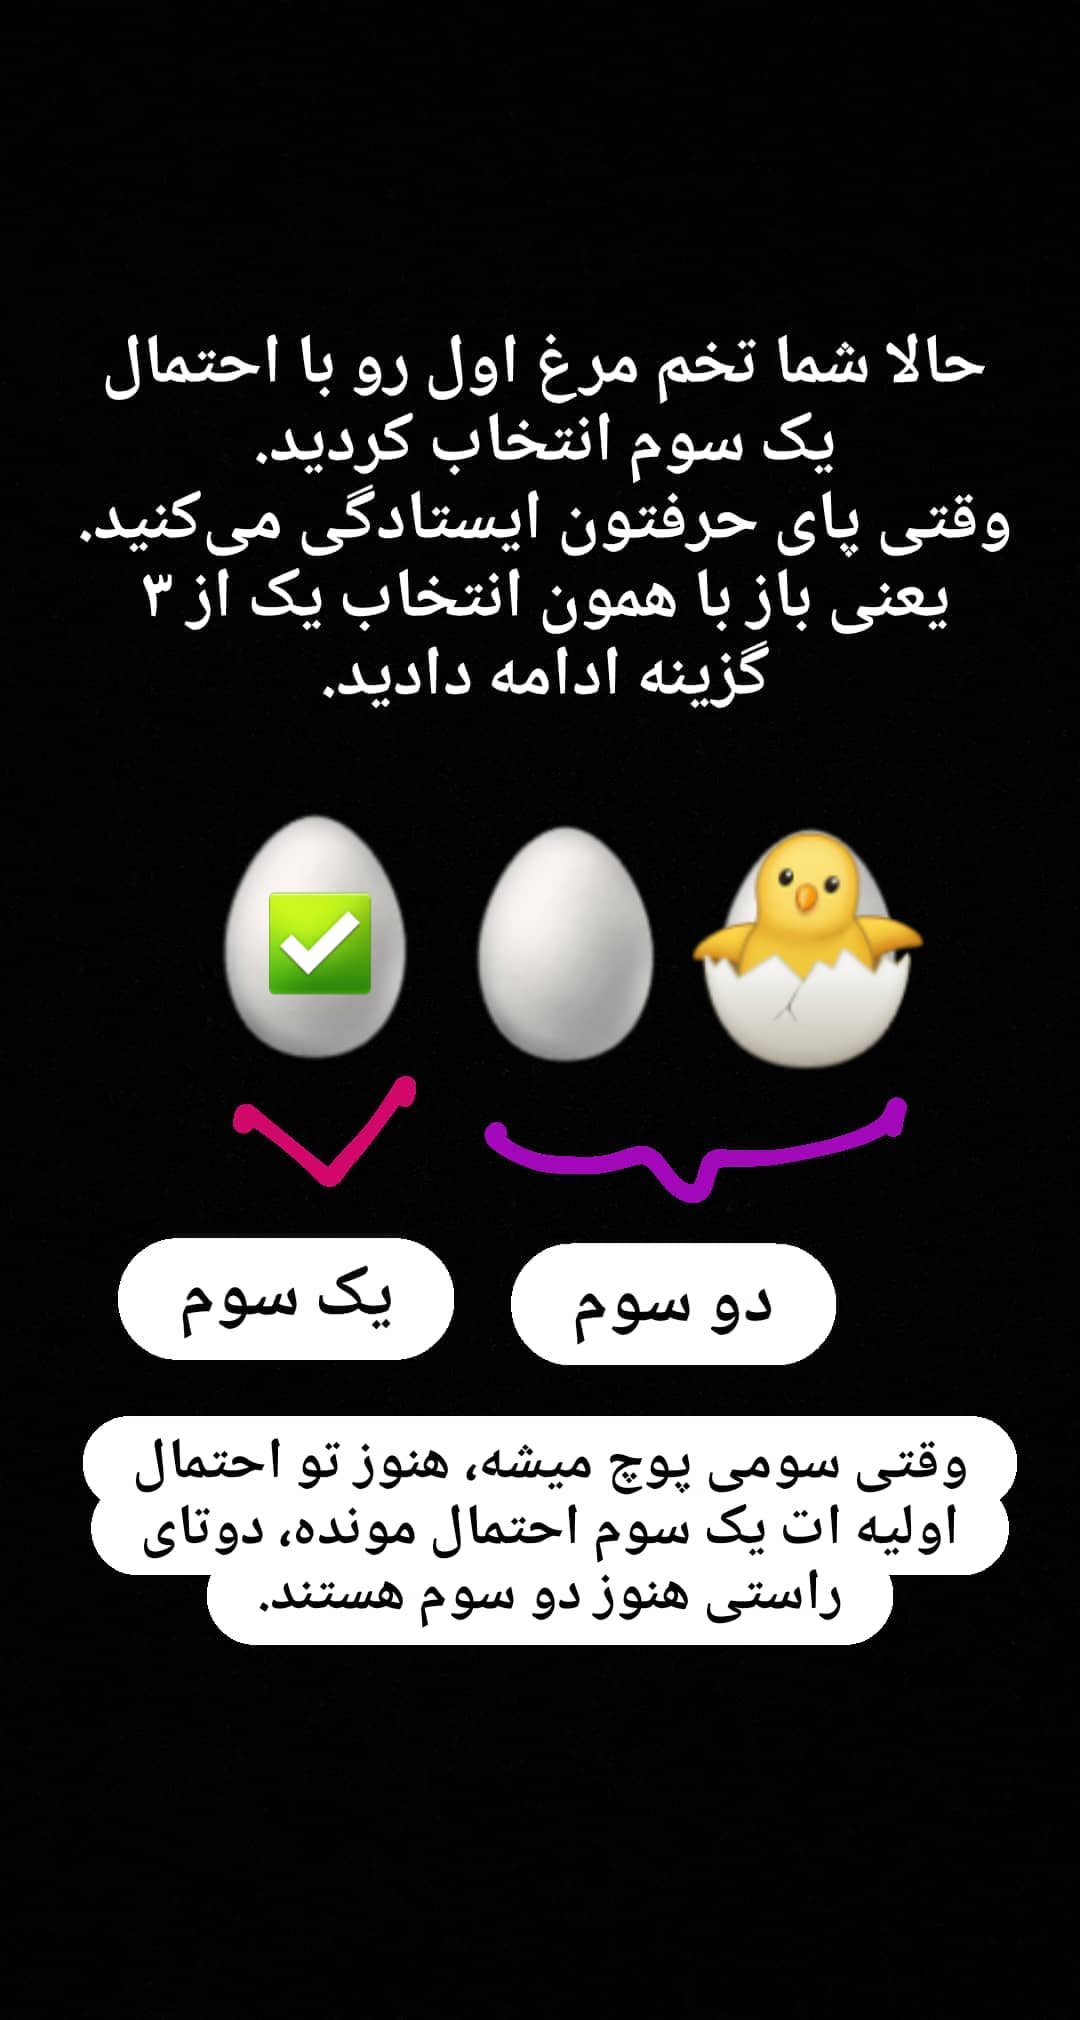 حالا شما تخم مرغ اول رو با احتمال
یک سوم انتخاب کردید.
وقتی پای حرفتون ایستادگی می‌کنید.
یعنی باز با همون انتخاب یک از ۳
گزینه ادامه دادید.
دو سوم
یک سوم
وقتی سومی پوچ میشه، هنوز تو احتمال
اولیه ات یک سوم احتمال مونده، دوتای
راستی هنوز دو سوم هستند.